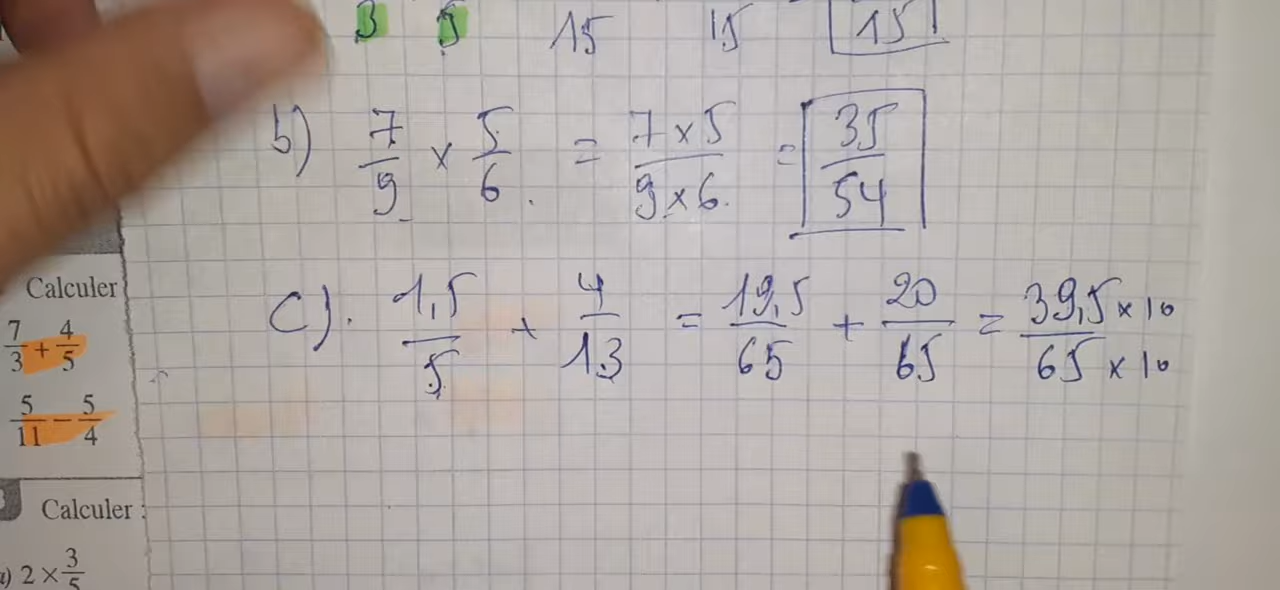 3 5 15 15 15
b) 7/9 × 5/6 = 7 × 5 / 9 × 6 = 35/54
Calculer
C). 1,5/5 + 4/13 = 19,5/65 + 20/65 = 39,5 × 10 / 65 × 10
7/3 + 4/5
5/11 − 5/4
Calculer :
a) 2 × 3/5